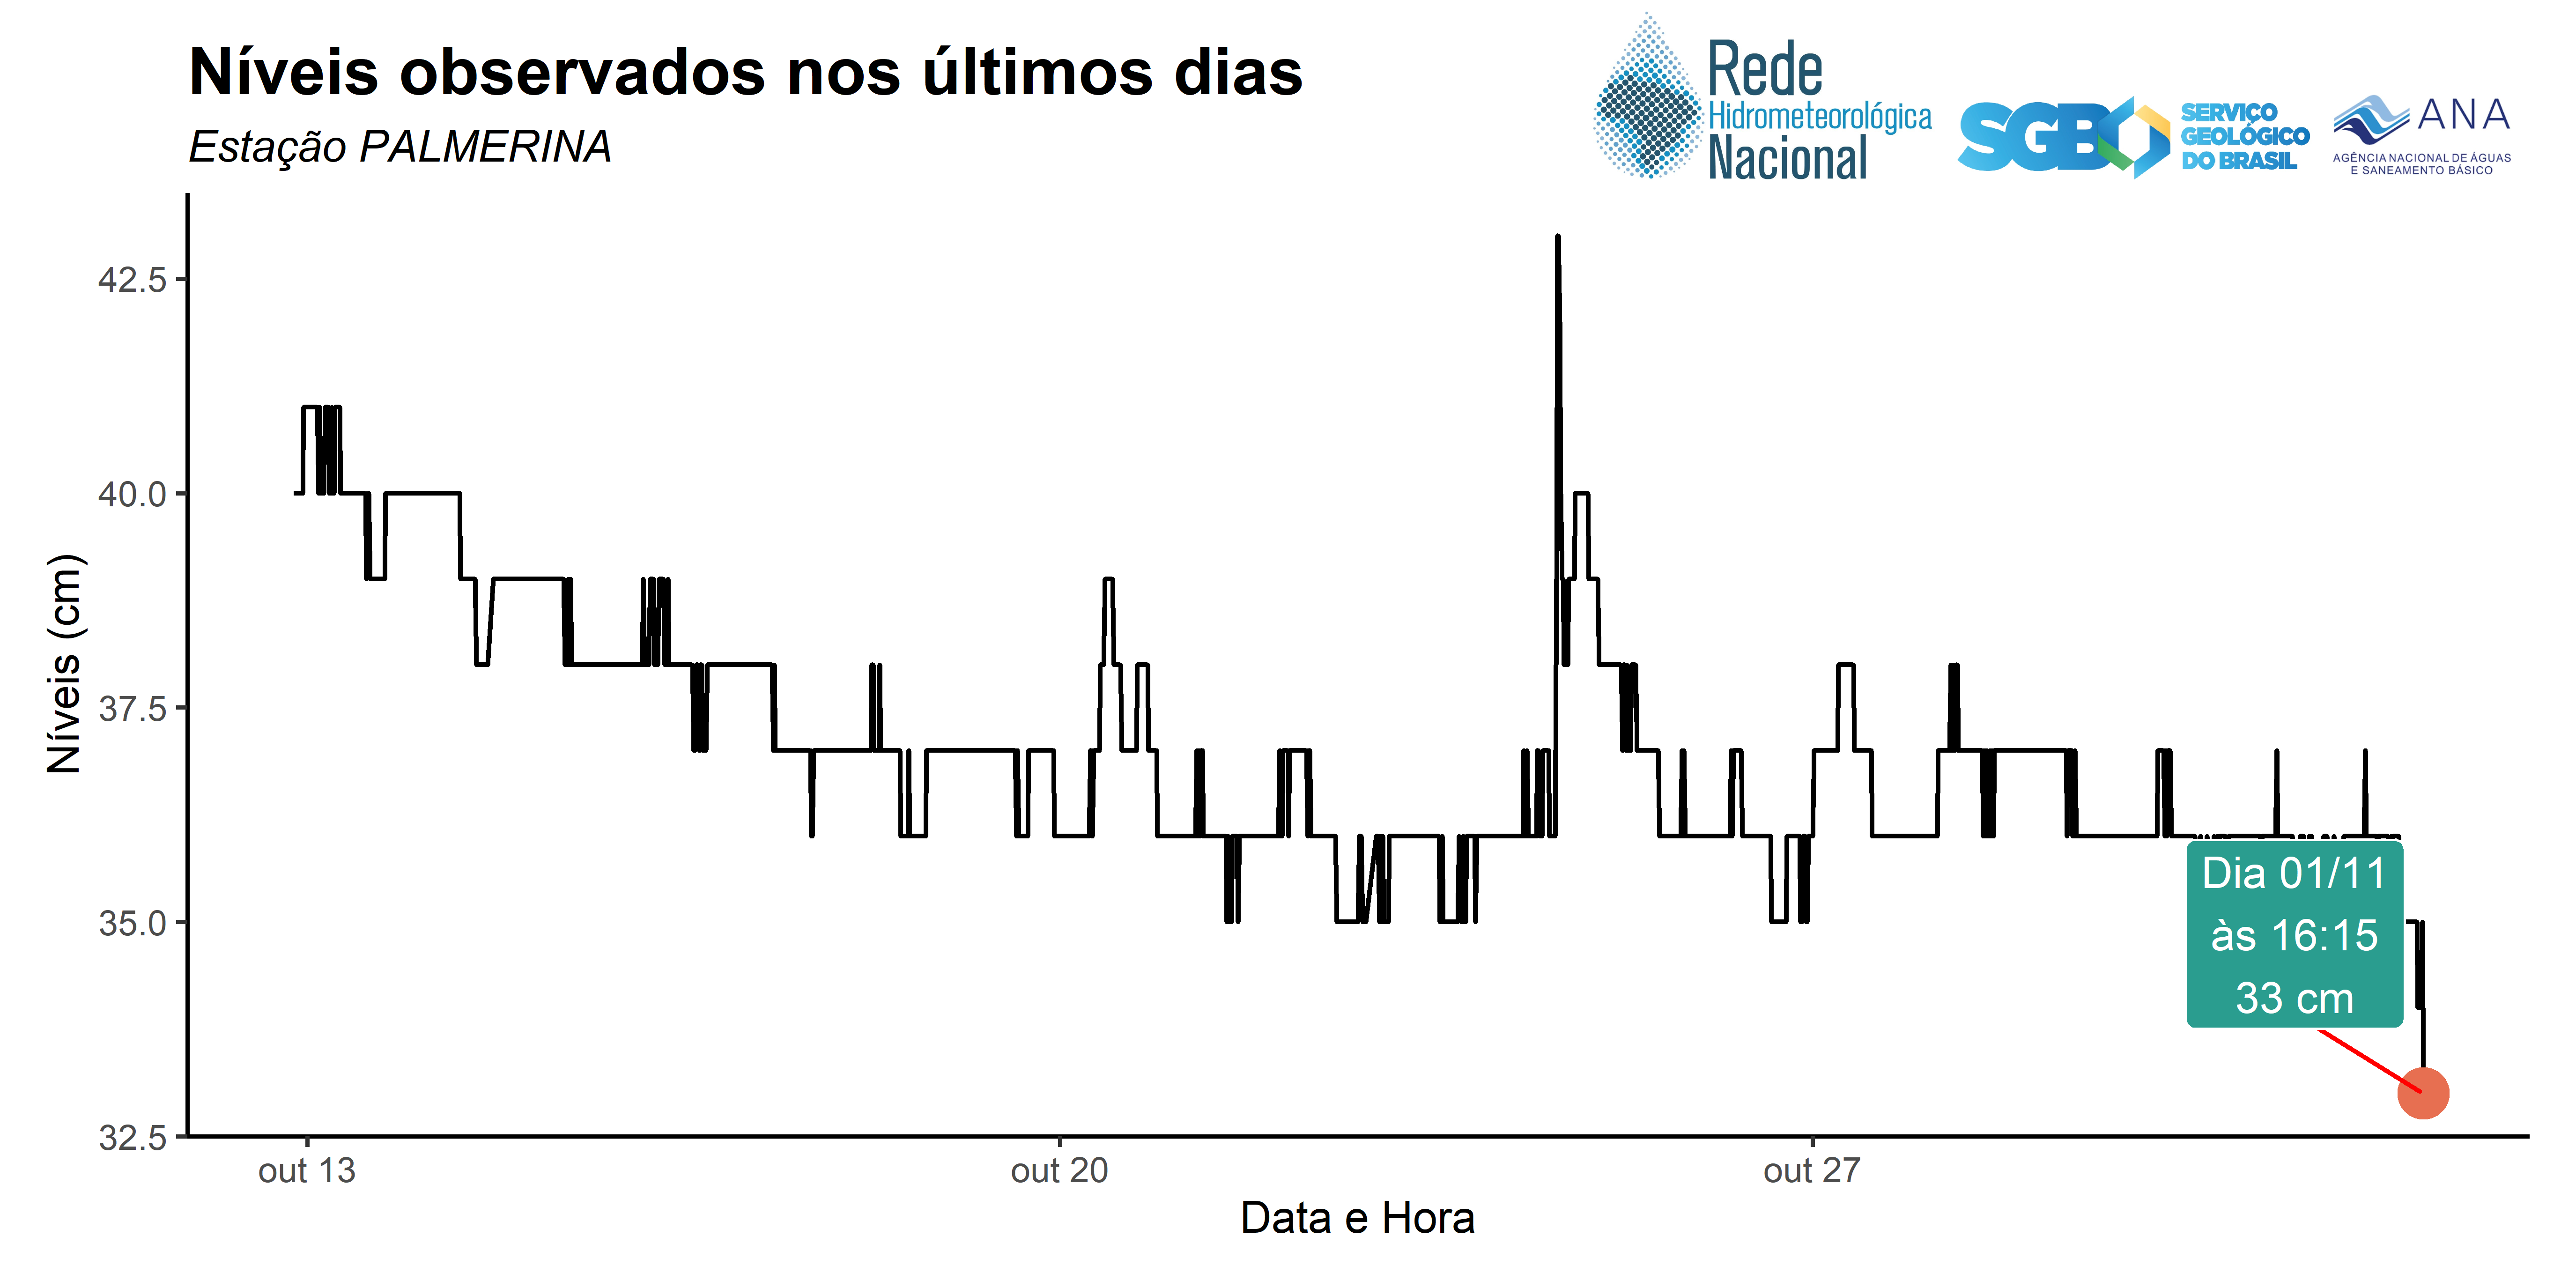 Níveis observados nos últimos dias
Estação PALMERINA
Rede
Hidrometeorológica
Nacional
SGB
SERVIÇO
GEOLÓGICO
DO BRASIL
ANA
AGÊNCIA NACIONAL DE ÁGUAS
E SANEAMENTO BÁSICO
Níveis (cm)
42.5
40.0
37.5
35.0
32.5
Dia 01/11
às 16:15
33 cm
out 13
out 20
out 27
Data e Hora